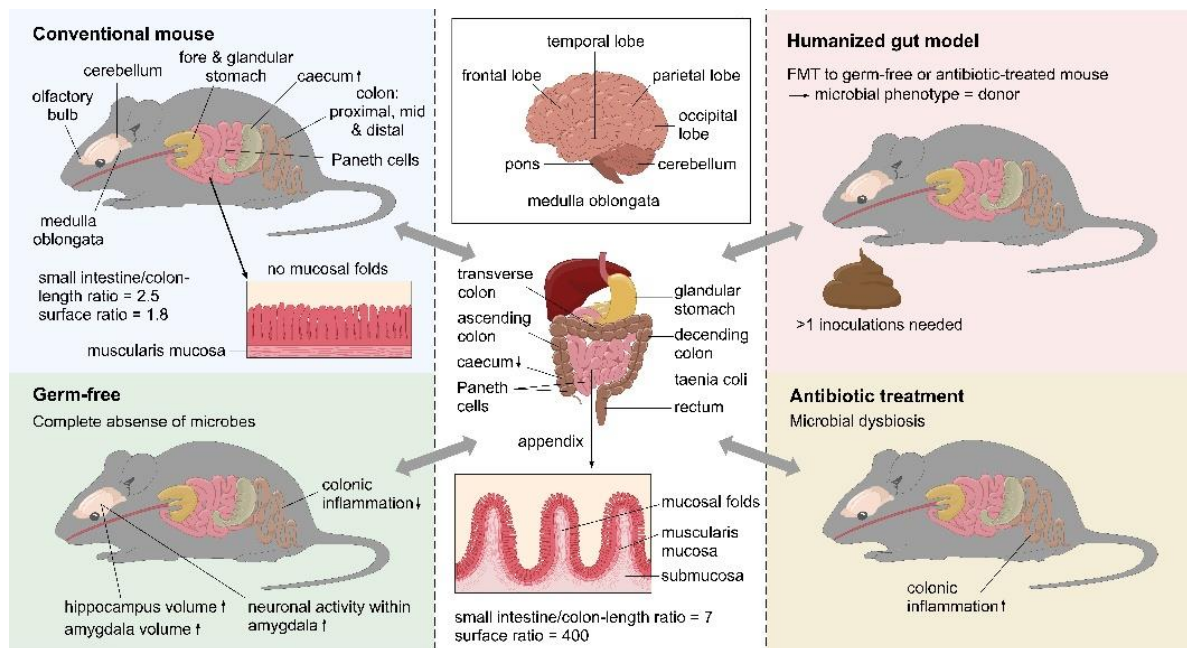 Conventional mouse
cerebellum
fore & glandular
stomach
caecum ↑
olfactory
bulb
colon:
proximal, mid
& distal
Paneth cells
medulla
oblongata
small intestine/colon-
length ratio = 2.5
surface ratio = 1.8
no mucosal folds
muscularis mucosa
Germ-free
Complete absense of microbes
colonic
inflammation ↓
hippocampus volume ↑
amygdala volume ↑
neuronal activity within
amygdala ↑
temporal lobe
frontal lobe
parietal lobe
occipital
lobe
pons
cerebellum
medulla oblongata
transverse
colon
glandular
stomach
ascending
colon
decending
colon
caecum ↓
taenia coli
Paneth
cells
rectum
appendix
mucosal folds
muscularis
mucosa
submucosa
small intestine/colon-length ratio = 7
surface ratio = 400
Humanized gut model
FMT to germ-free or antibiotic-treated mouse
→ microbial phenotype = donor
>1 inoculations needed
Antibiotic treatment
Microbial dysbiosis
colonic
inflammation ↑